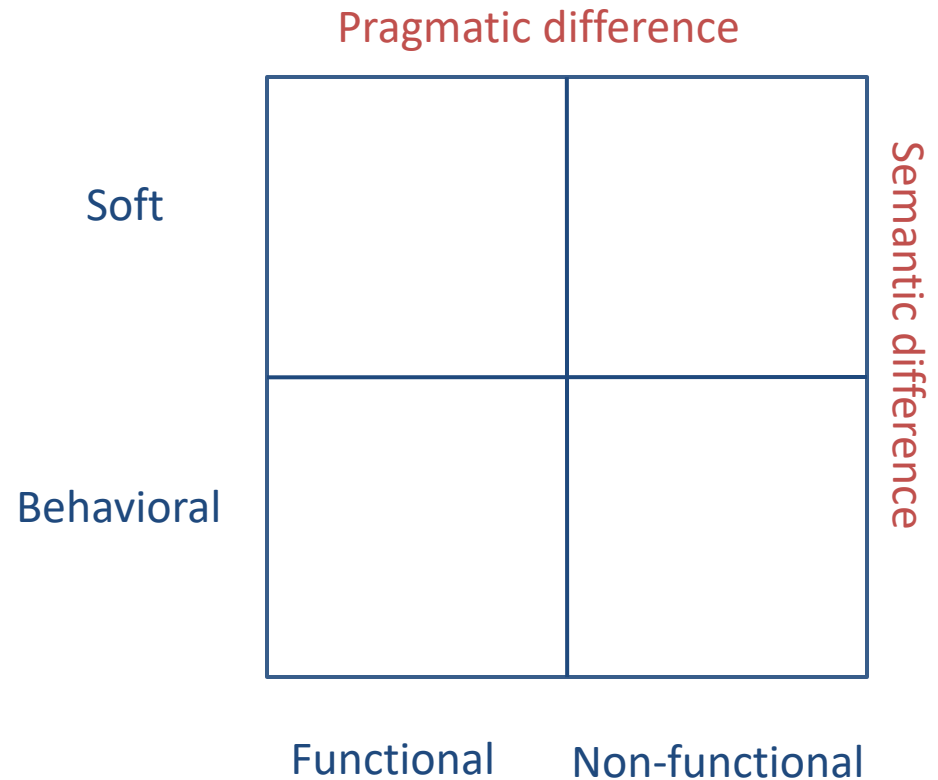 Pragmatic difference
Soft
Semantic difference
Behavioral
Functional
Non-functional